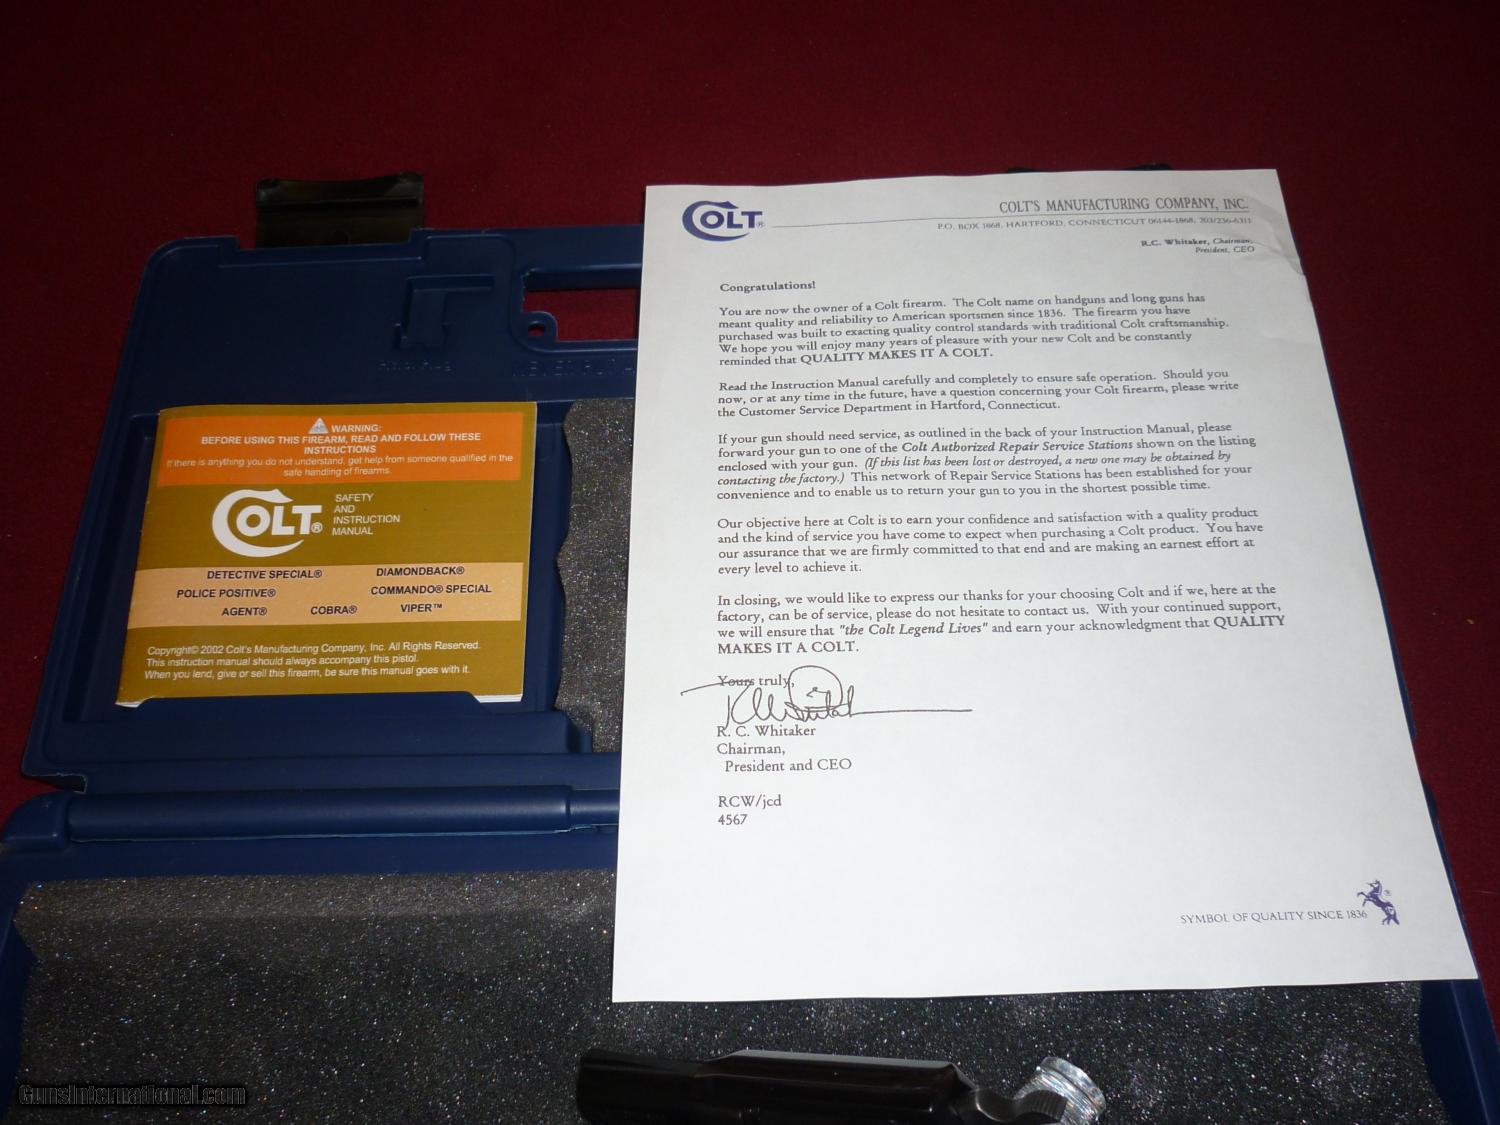 COLT®
COLT'S MANUFACTURING COMPANY, INC.
P.O. BOX 1868, HARTFORD, CONNECTICUT 06144-1868, 203/236-6311
R.C. Whitaker, Chairman,
President, CEO
Congratulations!
You are now the owner of a Colt firearm. The Colt name on handguns and long guns has
meant quality and reliability to American sportsmen since 1836. The firearm you have
purchased was built to exacting quality control standards with traditional Colt craftsmanship.
We hope you will enjoy many years of pleasure with your new Colt and be constantly
reminded that QUALITY MAKES IT A COLT.
Read the Instruction Manual carefully and completely to ensure safe operation. Should you
now, or at any time in the future, have a question concerning your Colt firearm, please write
the Customer Service Department in Hartford, Connecticut.
If your gun should need service, as outlined in the back of your Instruction Manual, please
forward your gun to one of the Colt Authorized Repair Service Stations shown on the listing
enclosed with your gun. (If this list has been lost or destroyed, a new one may be obtained by
contacting the factory.) This network of Repair Service Stations has been established for your
convenience and to enable us to return your gun to you in the shortest possible time.
Our objective here at Colt is to earn your confidence and satisfaction with a quality product
and the kind of service you have come to expect when purchasing a Colt product. You have
our assurance that we are firmly committed to that end and are making an earnest effort at
every level to achieve it.
In closing, we would like to express our thanks for your choosing Colt and if we, here at the
factory, can be of service, please do not hesitate to contact us. With your continued support,
we will ensure that "the Colt Legend Lives" and earn your acknowledgment that QUALITY
MAKES IT A COLT.
Yours truly,
R. C. Whitaker
Chairman,
President and CEO
RCW/jcd
4567
SYMBOL OF QUALITY SINCE 1836
WARNING:
BEFORE USING THIS FIREARM, READ AND FOLLOW THESE
INSTRUCTIONS
If there is anything you do not understand, get help from someone qualified in the
safe handling of firearms.
COLT®
SAFETY
AND
INSTRUCTION
MANUAL
DETECTIVE SPECIAL® DIAMONDBACK®
POLICE POSITIVE® COMMANDO® SPECIAL
AGENT® COBRA® VIPER™
Copyright© 2002 Colt's Manufacturing Company, Inc. All Rights Reserved.
This instruction manual should always accompany this pistol.
When you lend, give or sell this firearm, be sure this manual goes with it.
GunsInternational.com